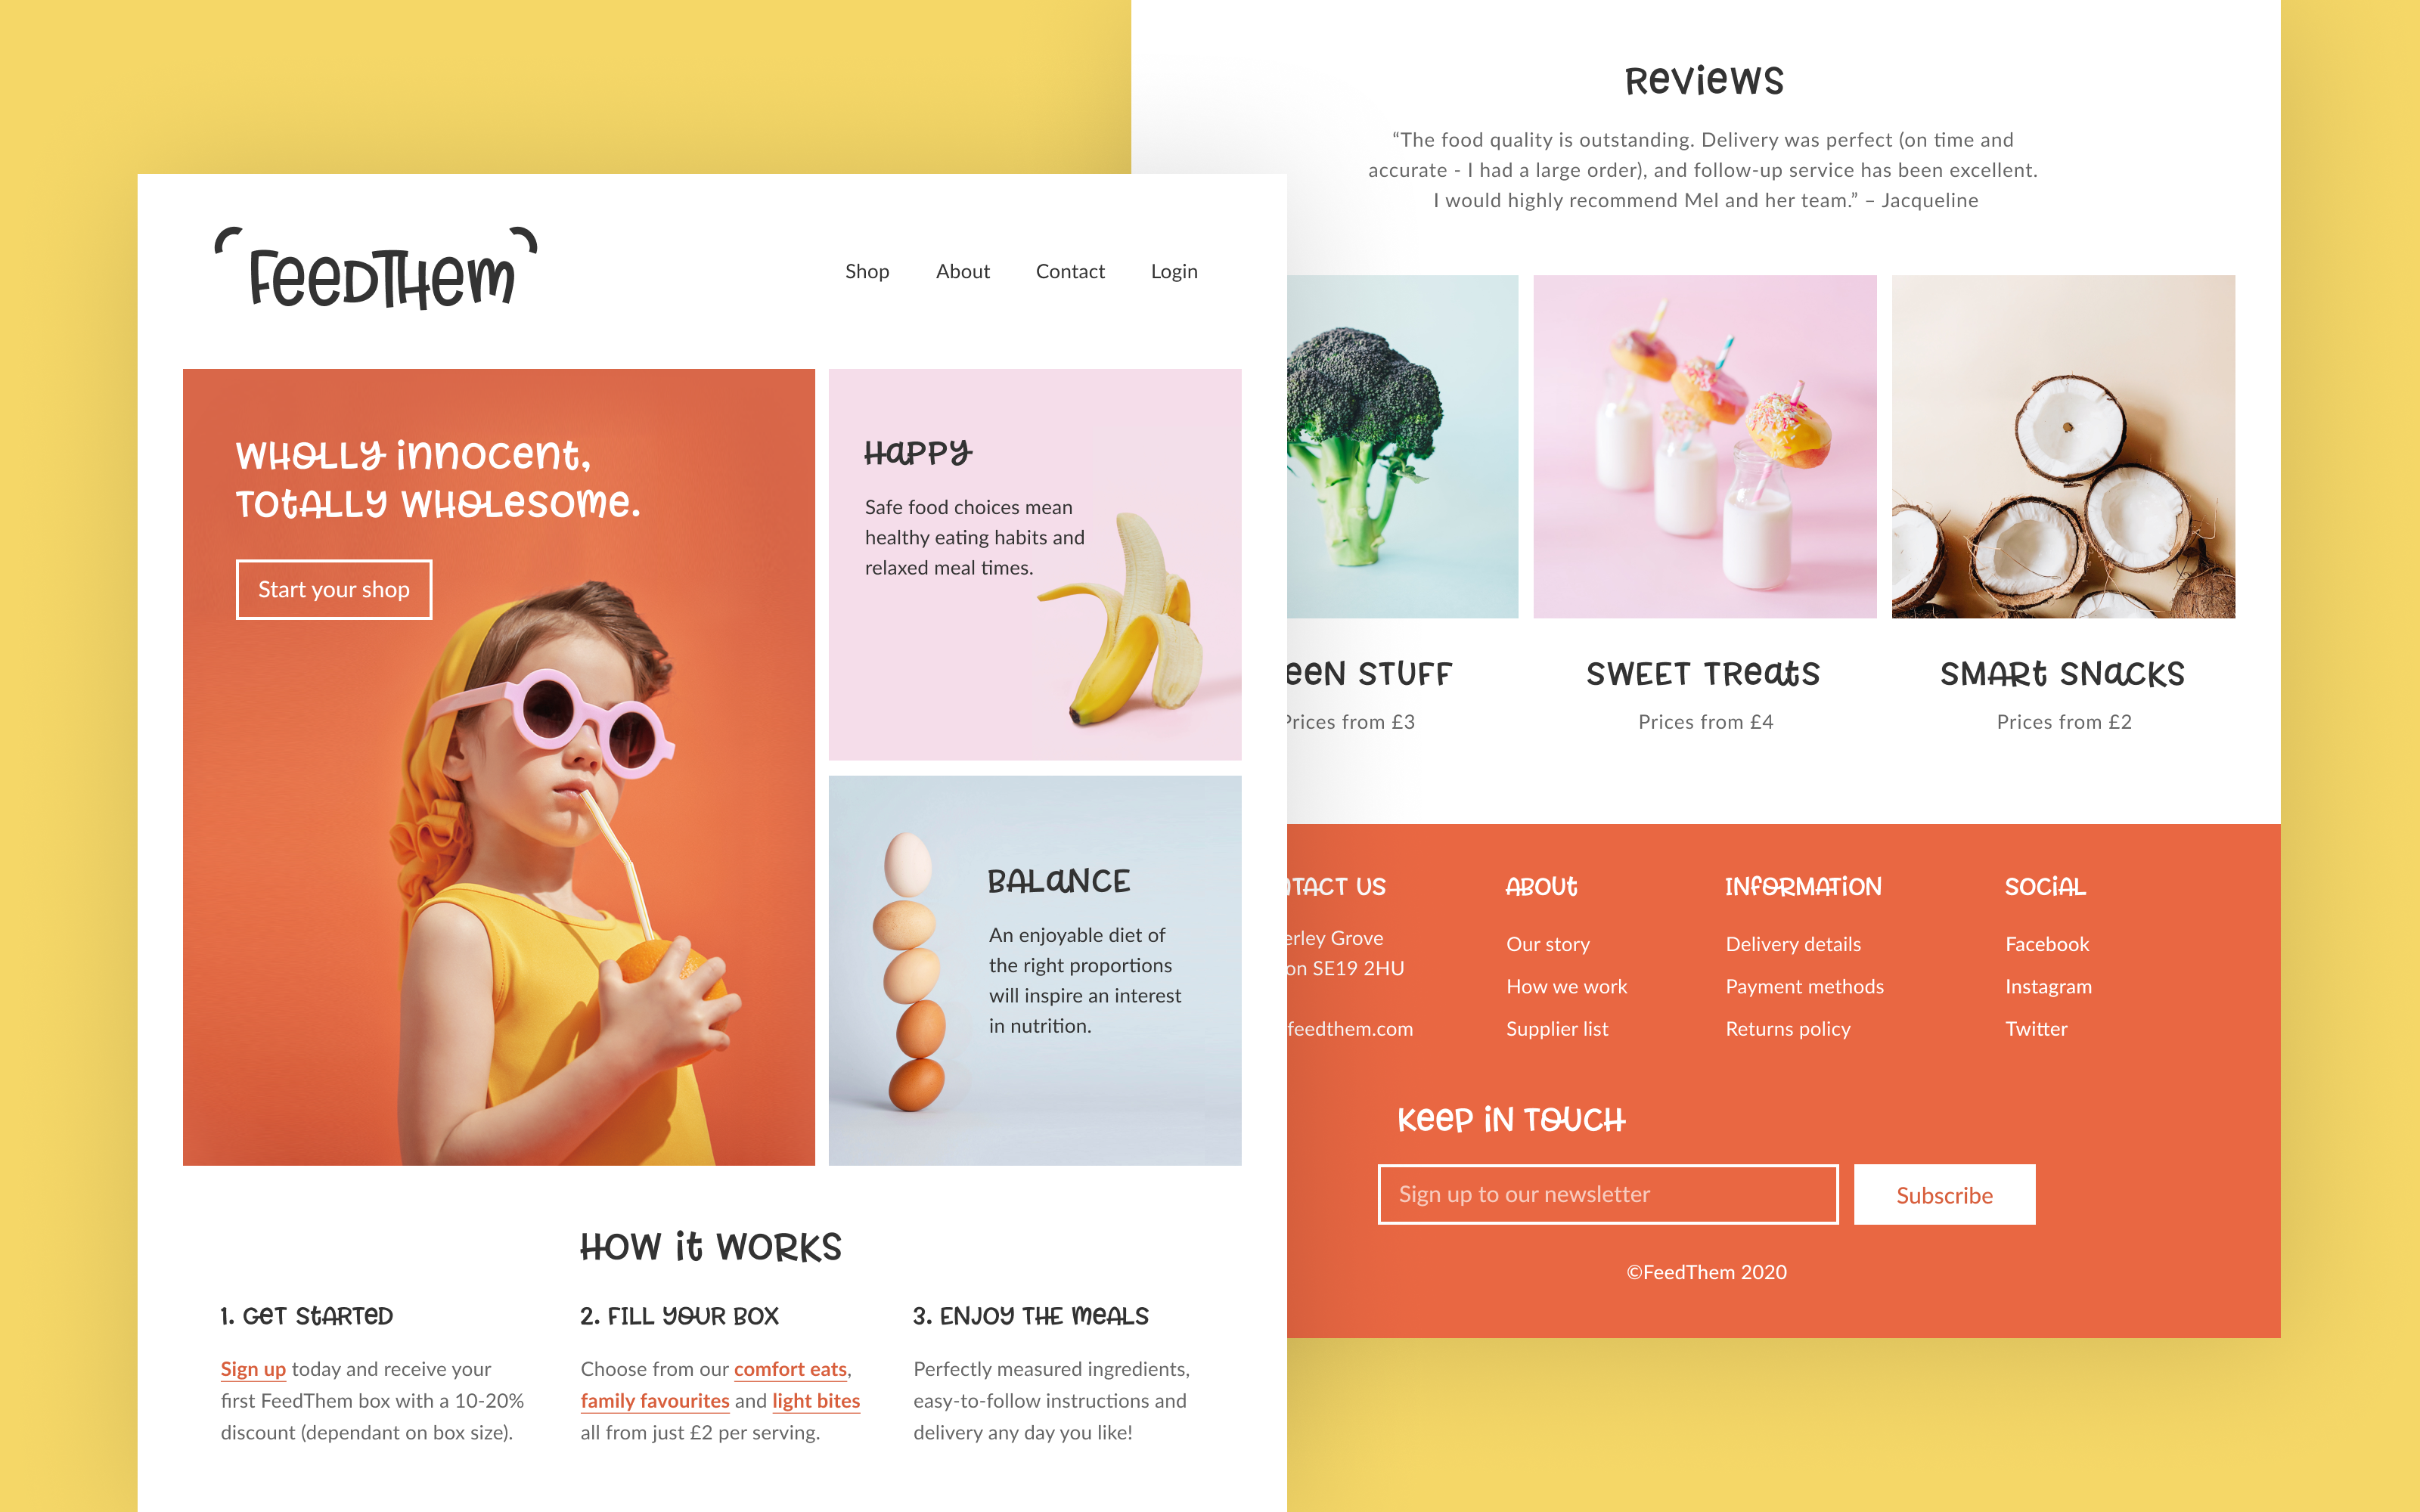 FeedThem
Shop About Contact Login
Wholly innocent,
totally wholesome.
Start your shop
Happy
Safe food choices mean
healthy eating habits and
relaxed meal times.
Balance
An enjoyable diet of
the right proportions
will inspire an interest
in nutrition.
How it works
1. Get started
Sign up today and receive your
first FeedThem box with a 10-20%
discount (dependant on box size).
2. Fill your box
Choose from our comfort eats,
family favourites and light bites
all from just £2 per serving.
3. Enjoy the meals
Perfectly measured ingredients,
easy-to-follow instructions and
delivery any day you like!
Reviews
“The food quality is outstanding. Delivery was perfect (on time and
accurate - I had a large order), and follow-up service has been excellent.
I would highly recommend Mel and her team.” – Jacqueline
stuff
Prices from £3
Sweet treats
Prices from £4
Smart snacks
Prices from £2
us
Grove
SE19 2HU
feedthem.com
About
Our story
How we work
Supplier list
Information
Delivery details
Payment methods
Returns policy
Social
Facebook
Instagram
Twitter
Keep in touch
Sign up to our newsletter
Subscribe
©FeedThem 2020